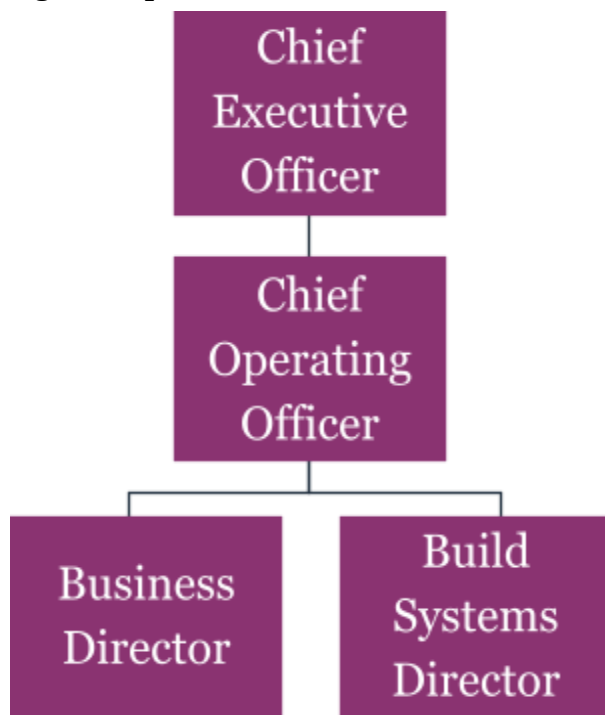 Chief
Executive
Officer
Chief
Operating
Officer
Business
Director
Build
Systems
Director